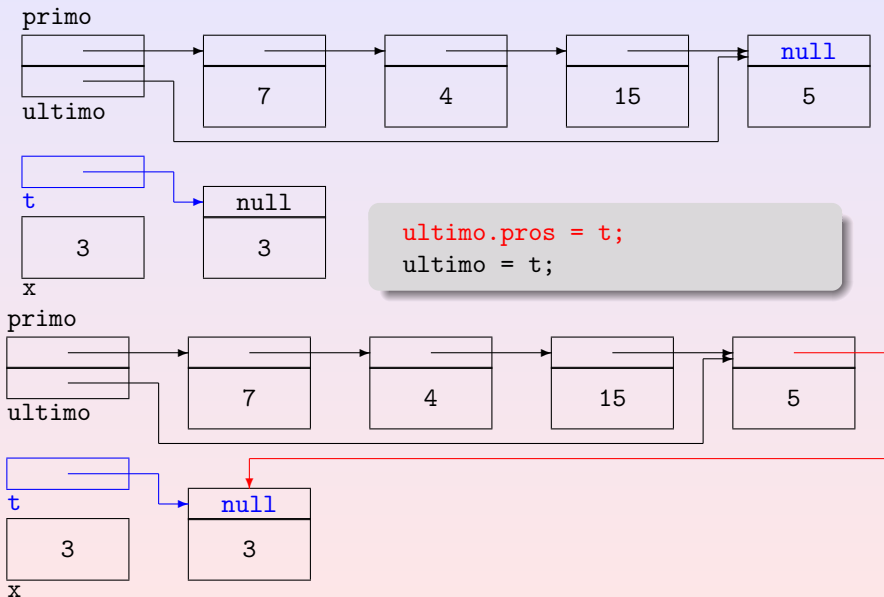 primo
null
7 4 15 5
ultimo
t
null
3 3
x
ultimo.pros = t;
ultimo = t;
primo
7 4 15 5
ultimo
t
null
3 3
x